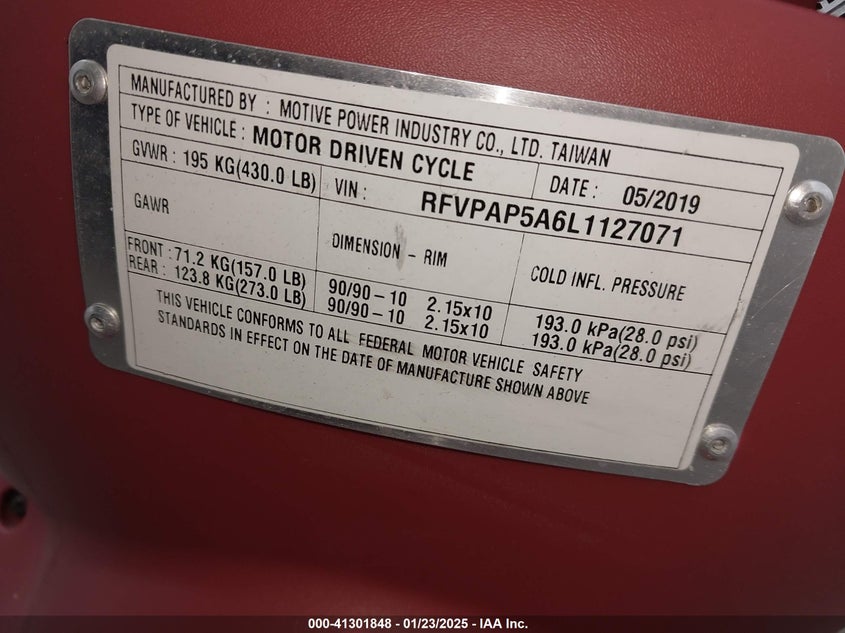 MANUFACTURED BY : MOTIVE POWER INDUSTRY CO., LTD. TAIWAN
TYPE OF VEHICLE : MOTOR DRIVEN CYCLE
DATE : 05/2019
GVWR : 195 KG(430.0 LB)
VIN : RFVPAP5A6L1127071
GAWR
DIMENSION - RIM
COLD INFL. PRESSURE
FRONT : 71.2 KG(157.0 LB) 90/90 - 10 2.15x10 193.0 kPa(28.0 psi)
REAR : 123.8 KG(273.0 LB) 90/90 - 10 2.15x10 193.0 kPa(28.0 psi)
THIS VEHICLE CONFORMS TO ALL FEDERAL MOTOR VEHICLE SAFETY
STANDARDS IN EFFECT ON THE DATE OF MANUFACTURE SHOWN ABOVE
000-41301848 - 01/23/2025 - IAA Inc.